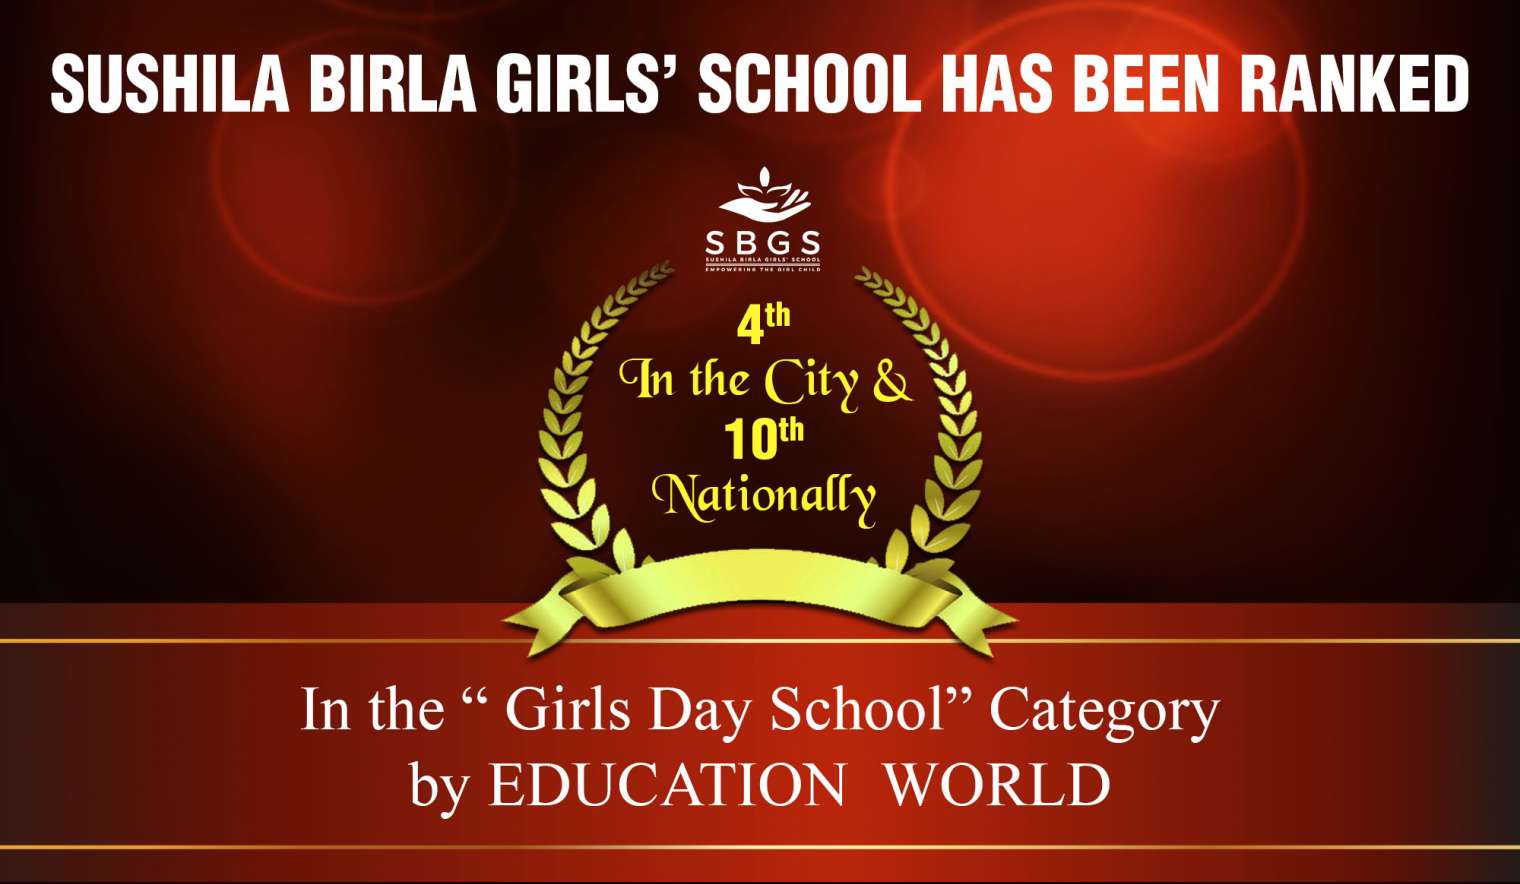 SUSHILA BIRLA GIRLS’ SCHOOL HAS BEEN RANKED
SBGS
SUSHILA BIRLA GIRLS' SCHOOL
EMPOWERING THE GIRL CHILD
4th
In the City &
10th
Nationally
In the “ Girls Day School” Category
by EDUCATION WORLD